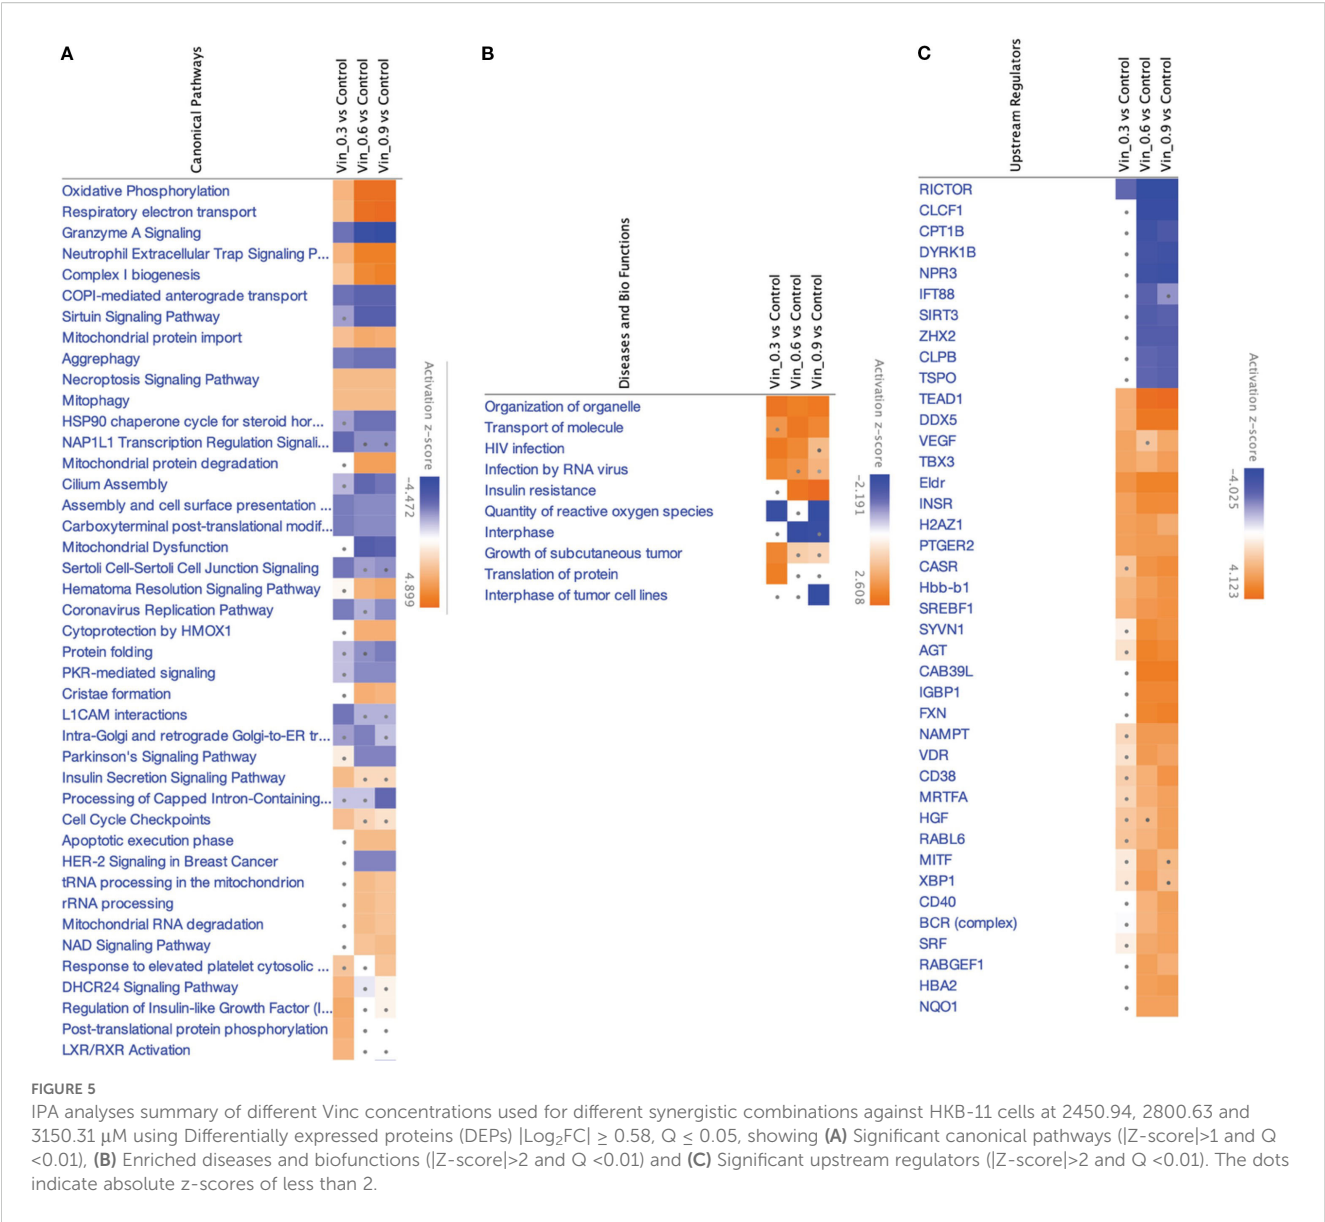 A
Canonical Pathways
Vin_0.3 vs Control
Vin_0.6 vs Control
Vin_0.9 vs Control
Oxidative Phosphorylation
Respiratory electron transport
Granzyme A Signaling
Neutrophil Extracellular Trap Signaling P...
Complex I biogenesis
COPI-mediated anterograde transport
Sirtuin Signaling Pathway
Mitochondrial protein import
Aggrephagy
Necroptosis Signaling Pathway
Mitophagy
HSP90 chaperone cycle for steroid hor...
NAP1L1 Transcription Regulation Signali...
Mitochondrial protein degradation
Cilium Assembly
Assembly and cell surface presentation ...
Carboxyterminal post-translational modif...
Mitochondrial Dysfunction
Sertoli Cell-Sertoli Cell Junction Signaling
Hematoma Resolution Signaling Pathway
Coronavirus Replication Pathway
Cytoprotection by HMOX1
Protein folding
PKR-mediated signaling
Cristae formation
L1CAM interactions
Intra-Golgi and retrograde Golgi-to-ER tr...
Parkinson's Signaling Pathway
Insulin Secretion Signaling Pathway
Processing of Capped Intron-Containing...
Cell Cycle Checkpoints
Apoptotic execution phase
HER-2 Signaling in Breast Cancer
tRNA processing in the mitochondrion
rRNA processing
Mitochondrial RNA degradation
NAD Signaling Pathway
Response to elevated platelet cytosolic ...
DHCR24 Signaling Pathway
Regulation of Insulin-like Growth Factor (I...
Post-translational protein phosphorylation
LXR/RXR Activation
Activation z-score
-4.472
4.899
B
Diseases and Bio Functions
Vin_0.3 vs Control
Vin_0.6 vs Control
Vin_0.9 vs Control
Organization of organelle
Transport of molecule
HIV infection
Infection by RNA virus
Insulin resistance
Quantity of reactive oxygen species
Interphase
Growth of subcutaneous tumor
Translation of protein
Interphase of tumor cell lines
Activation z-score
-2.191
2.608
C
Upstream Regulators
Vin_0.3 vs Control
Vin_0.6 vs Control
Vin_0.9 vs Control
RICTOR
CLCF1
CPT1B
DYRK1B
NPR3
IFT88
SIRT3
ZHX2
CLPB
TSPO
TEAD1
DDX5
VEGF
TBX3
Eldr
INSR
H2AZ1
PTGER2
CASR
Hbb-b1
SREBF1
SYVN1
AGT
CAB39L
IGBP1
FXN
NAMPT
VDR
CD38
MRTFA
HGF
RABL6
MITF
XBP1
CD40
BCR (complex)
SRF
RABGEF1
HBA2
NQO1
Activation z-score
-4.025
4.123
FIGURE 5
IPA analyses summary of different Vinc concentrations used for different synergistic combinations against HKB-11 cells at 2450.94, 2800.63 and
3150.31 µM using Differentially expressed proteins (DEPs) |Log₂FC| ≥ 0.58, Q ≤ 0.05, showing (A) Significant canonical pathways (|Z-score|>1 and Q
<0.01), (B) Enriched diseases and biofunctions (|Z-score|>2 and Q <0.01) and (C) Significant upstream regulators (|Z-score|>2 and Q <0.01). The dots
indicate absolute z-scores of less than 2.